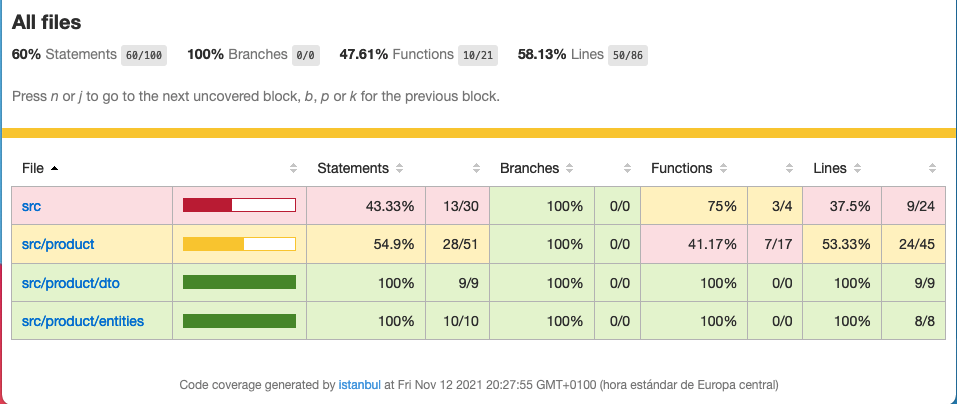 All files
60% Statements 60/100 100% Branches 0/0 47.61% Functions 10/21 58.13% Lines 50/86
Press n or j to go to the next uncovered block, b, p or k for the previous block.
File Statements Branches Functions Lines
src 43.33% 13/30 100% 0/0 75% 3/4 37.5% 9/24
src/product 54.9% 28/51 100% 0/0 41.17% 7/17 53.33% 24/45
src/product/dto 100% 9/9 100% 0/0 100% 0/0 100% 9/9
src/product/entities 100% 10/10 100% 0/0 100% 0/0 100% 8/8
Code coverage generated by istanbul at Fri Nov 12 2021 20:27:55 GMT+0100 (hora estándar de Europa central)